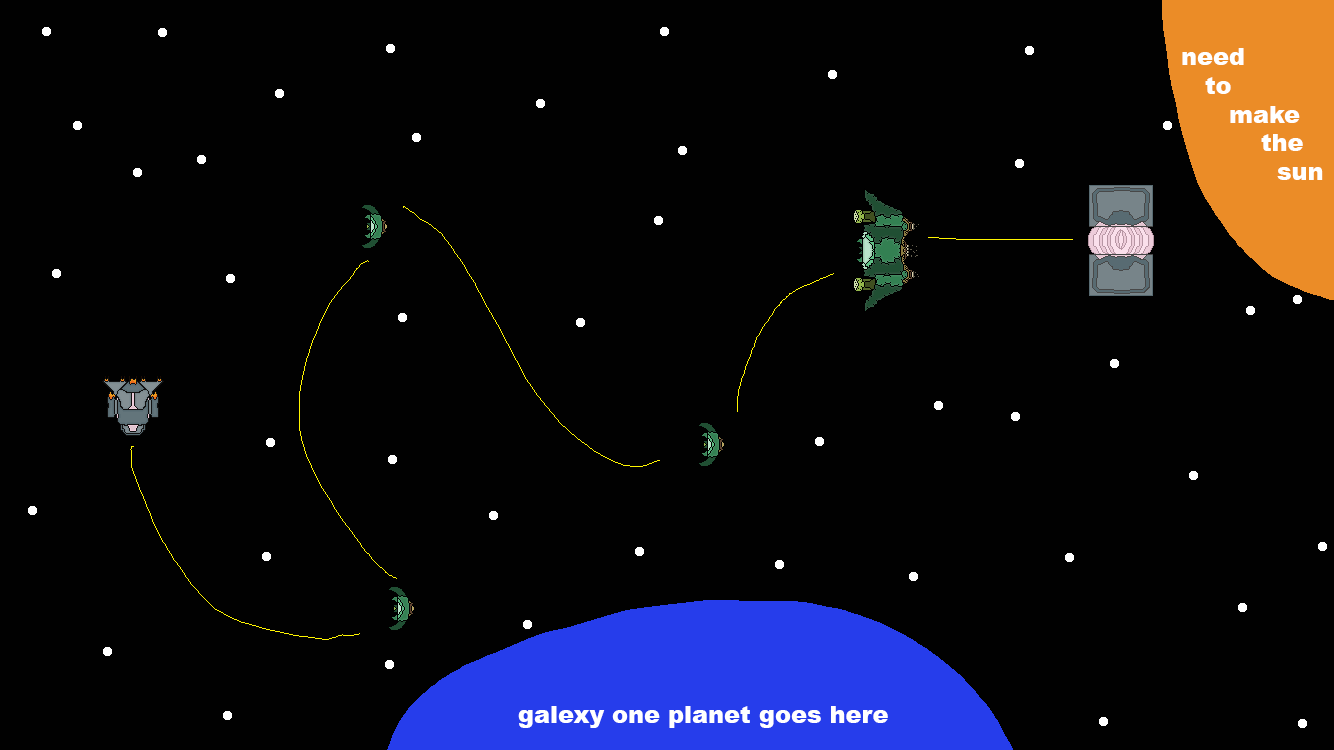 need
to
make
the
sun
galexy one planet goes here